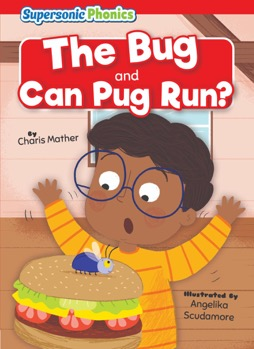 Supersonic Phonics
The Bug
and
Can Pug Run?
By
Charis Mather
Illustrated By
Angelika
Scudamore